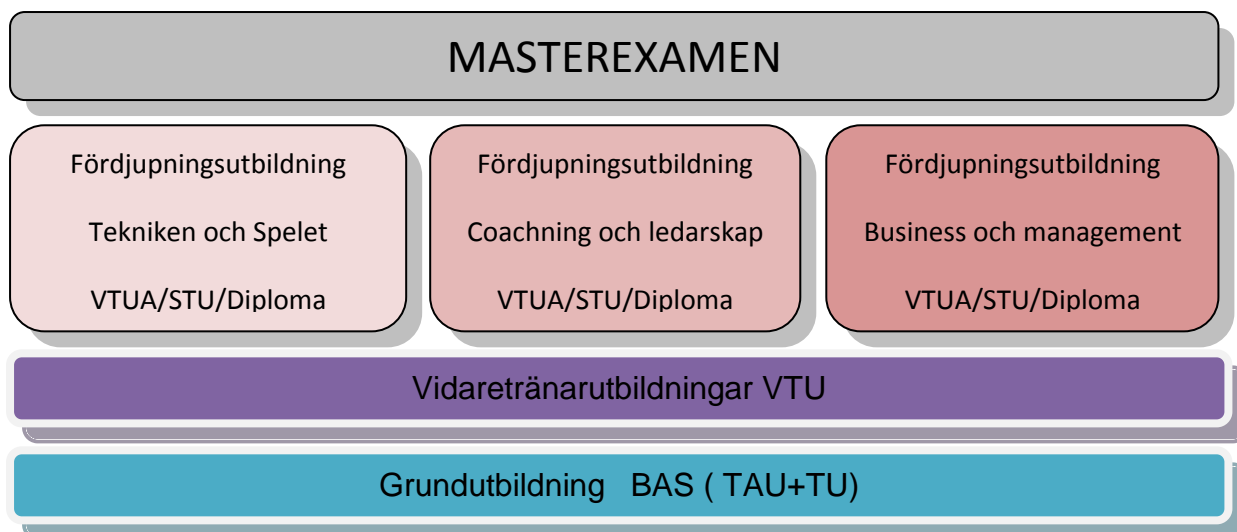 MASTEREXAMEN
Fördjupningsutbildning
Tekniken och Spelet
VTUA/STU/Diploma
Fördjupningsutbildning
Coachning och ledarskap
VTUA/STU/Diploma
Fördjupningsutbildning
Business och management
VTUA/STU/Diploma
Vidaretränarutbildningar VTU
Grundutbildning BAS ( TAU+TU)